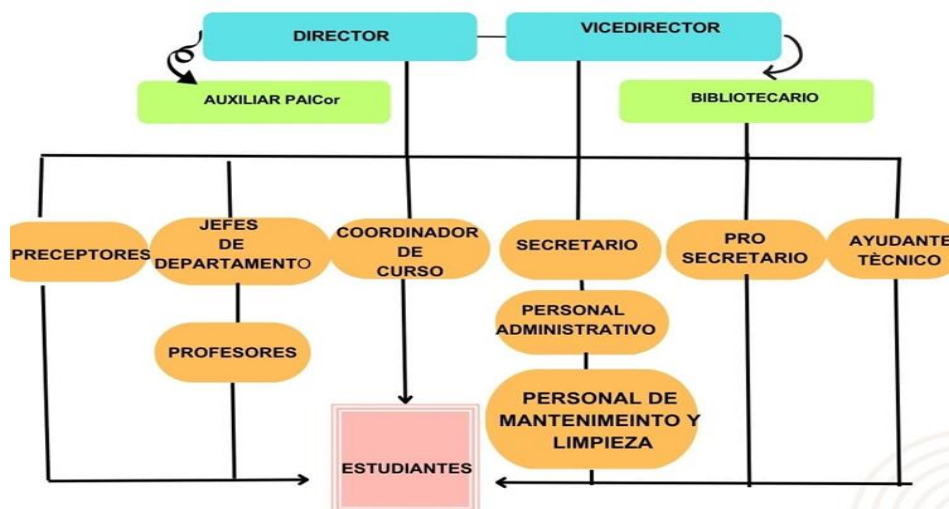 DIRECTOR
VICEDIRECTOR
AUXILIAR PAICor
BIBLIOTECARIO
PRECEPTORES
JEFES
DE
DEPARTAMENTO
COORDINADOR
DE
CURSO
SECRETARIO
PRO
SECRETARIO
AYUDANTE
TÈCNICO
PERSONAL
ADMINISTRATIVO
PROFESORES
PERSONAL DE
MANTENIMEINTO Y
LIMPIEZA
ESTUDIANTES